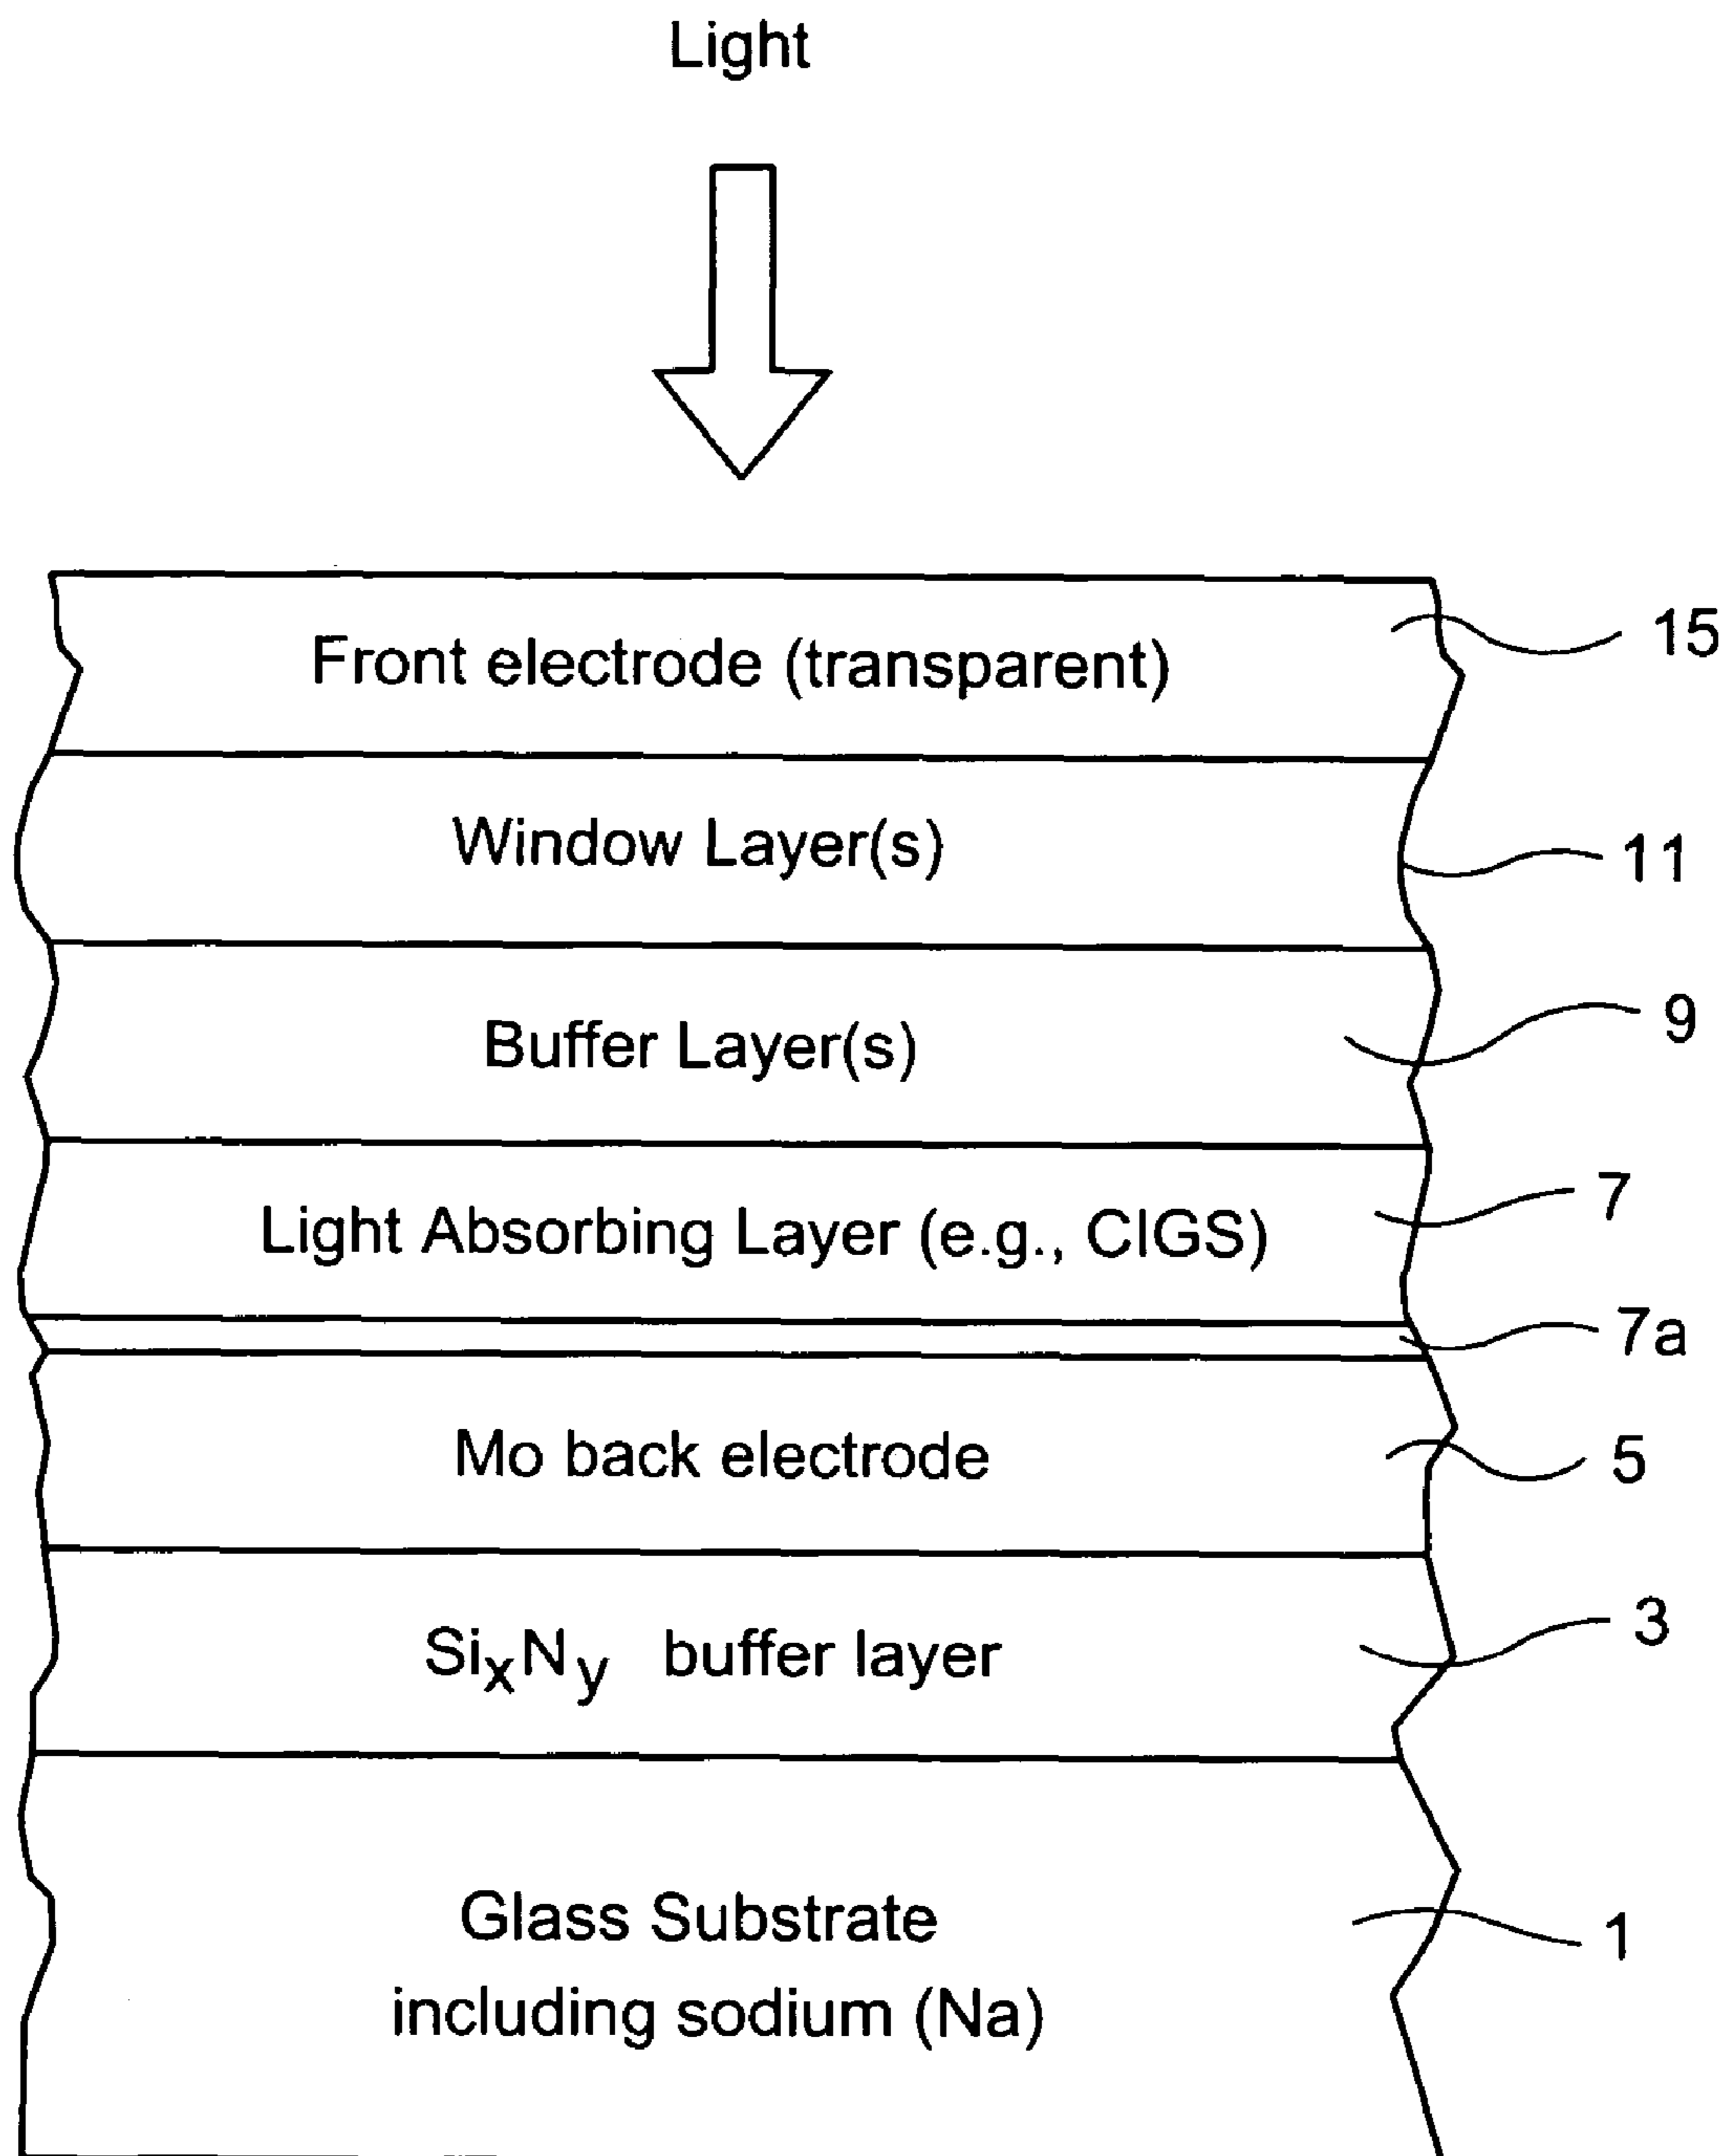 Light
Front electrode (transparent)
15
Window Layer(s)
11
Buffer Layer(s)
9
Light Absorbing Layer (e.g., CIGS)
7
7a
Mo back electrode
5
SixNy buffer layer
3
Glass Substrate
including sodium (Na)
1